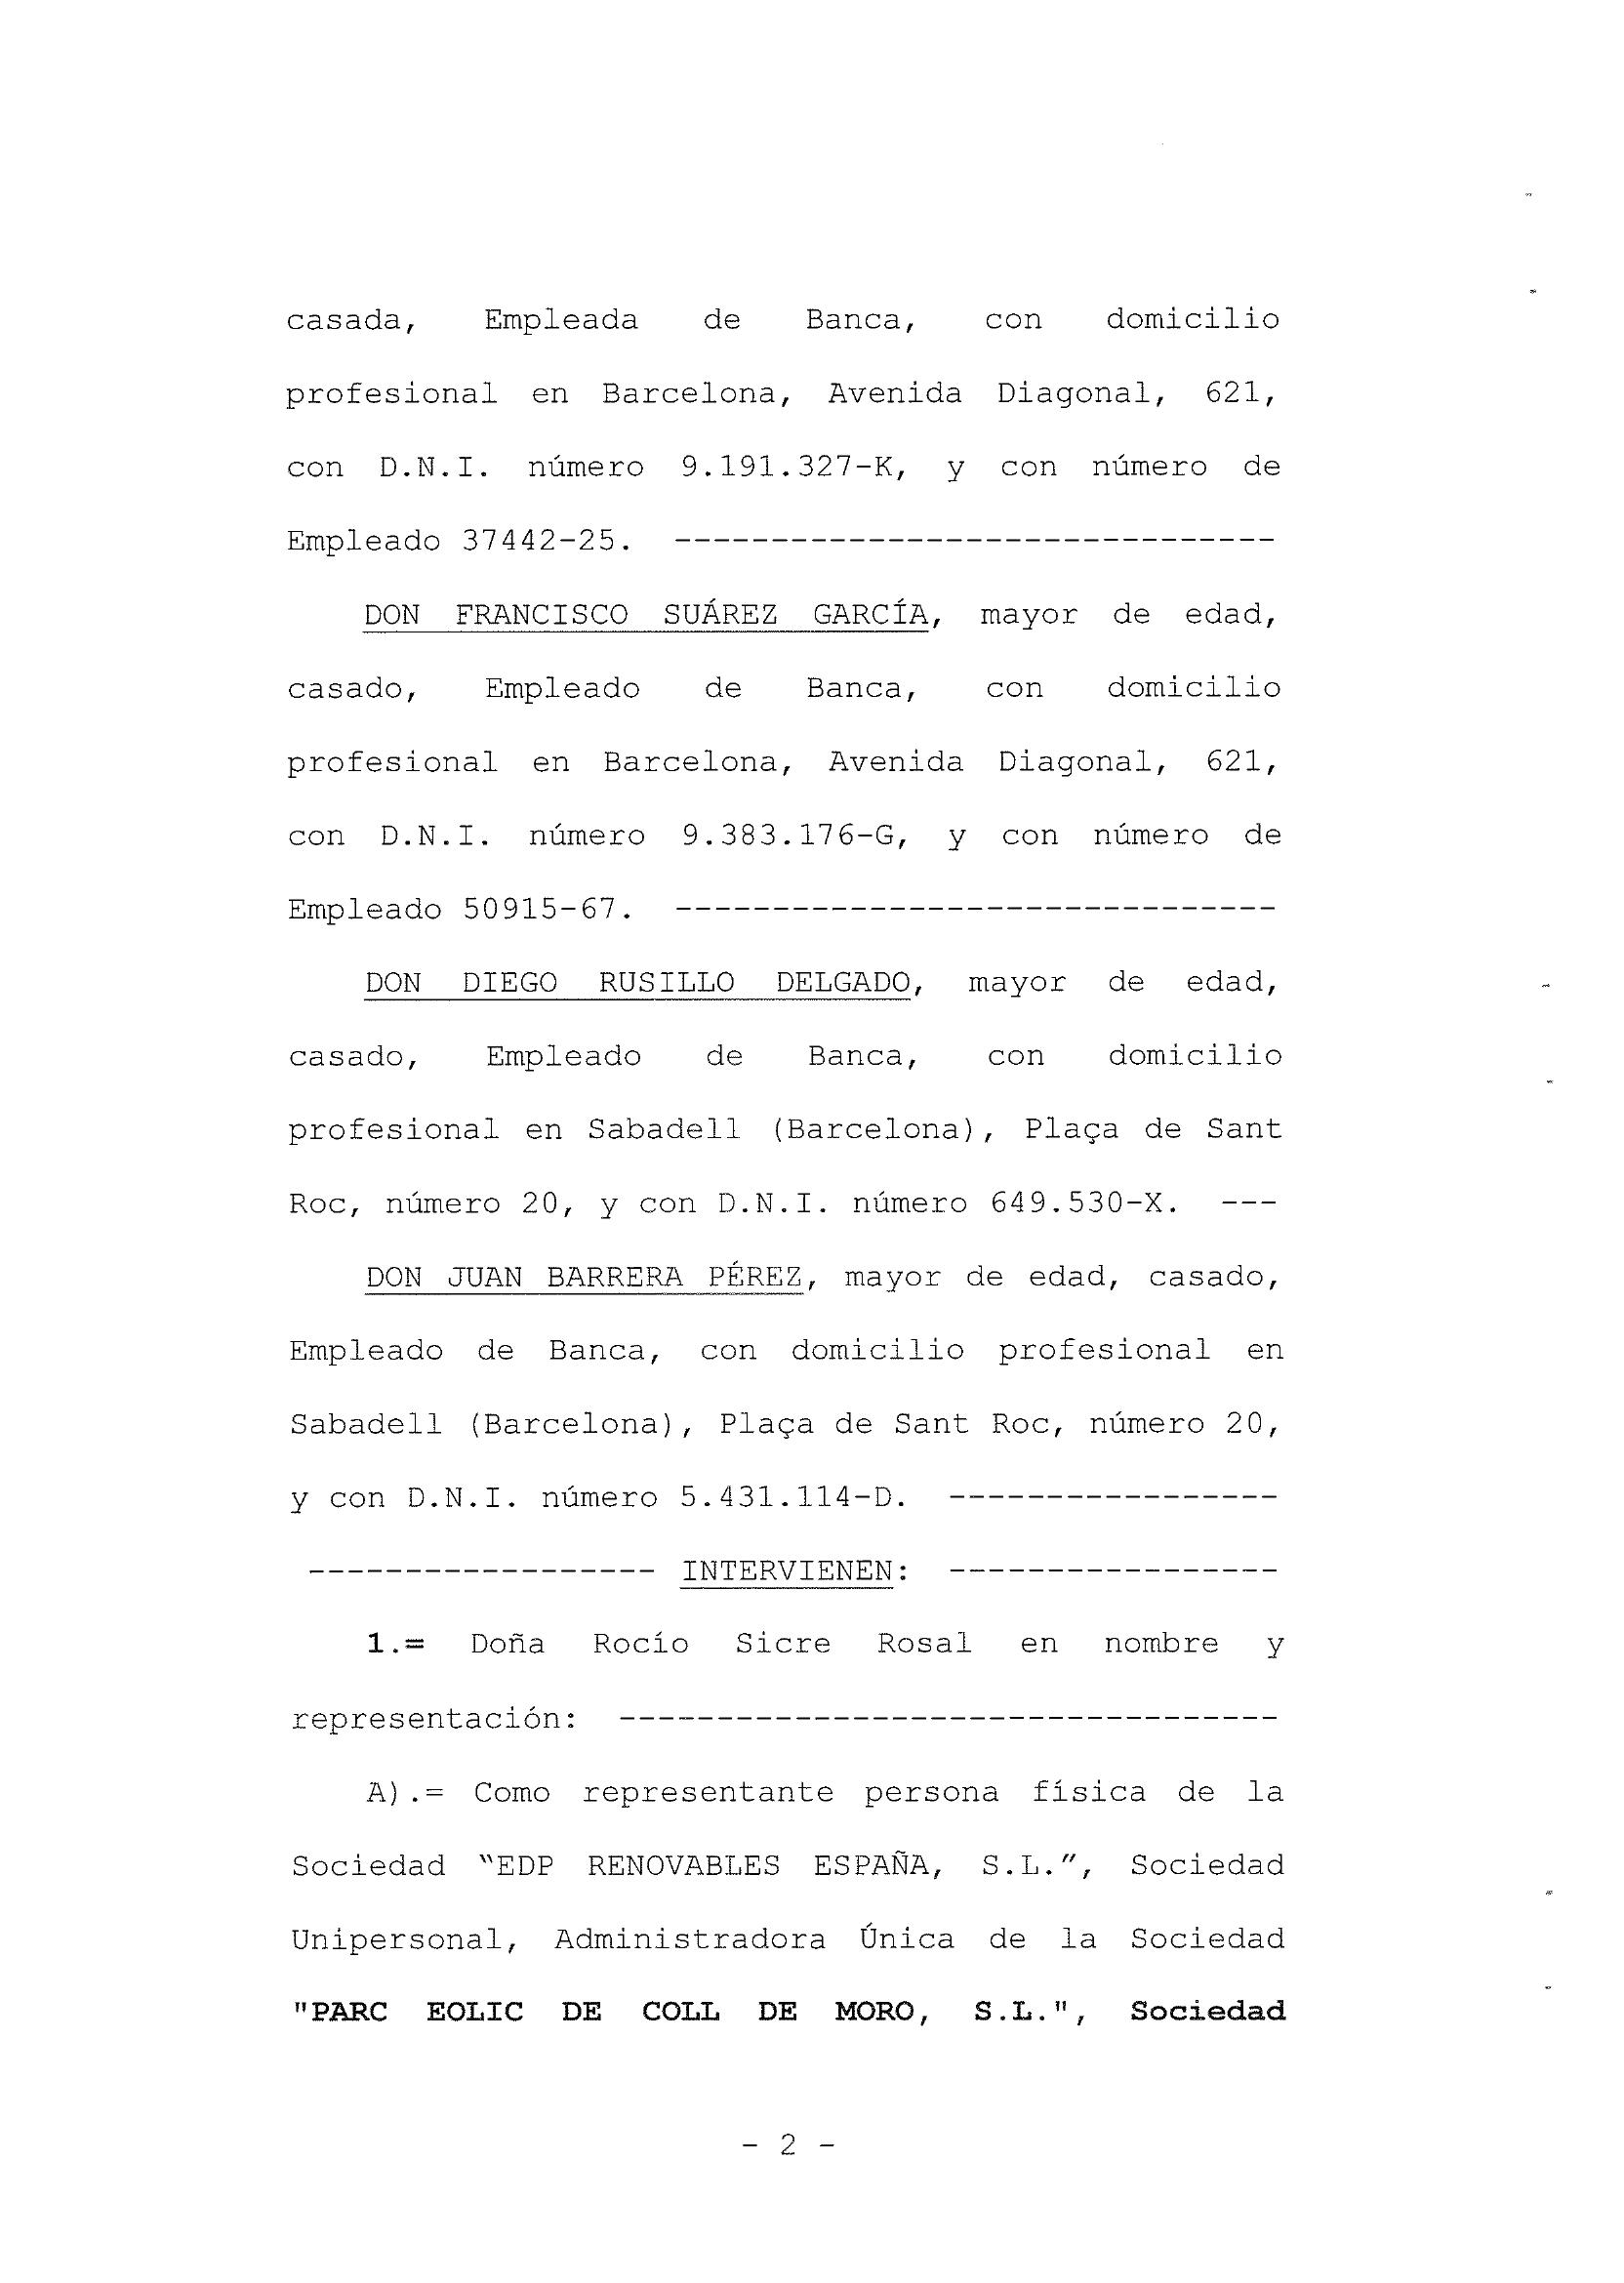 casada, Empleada de Banca, con domicilio
profesional en Barcelona, Avenida Diagonal, 621,
con D.N.I. número 9.191.327-K, y con número de
Empleado 37442-25. -------------------------------
DON FRANCISCO SUÁREZ GARCÍA, mayor de edad,
casado, Empleado de Banca, con domicilio
profesional en Barcelona, Avenida Diagonal, 621,
con D.N.I. número 9.383.176-G, y con número de
Empleado 50915-67. -------------------------------
DON DIEGO RUSILLO DELGADO, mayor de edad,
casado, Empleado de Banca, con domicilio
profesional en Sabadell (Barcelona), Plaça de Sant
Roc, número 20, y con D.N.I. número 649.530-X. ---
DON JUAN BARRERA PÉREZ, mayor de edad, casado,
Empleado de Banca, con domicilio profesional en
Sabadell (Barcelona), Plaça de Sant Roc, número 20,
y con D.N.I. número 5.431.114-D. -----------------
------------------ INTERVIENEN: -----------------
1.= Doña Rocío Sicre Rosal en nombre y
representación: ----------------------------------
A).= Como representante persona física de la
Sociedad "EDP RENOVABLES ESPAÑA, S.L.", Sociedad
Unipersonal, Administradora Única de la Sociedad
"PARC EOLIC DE COLL DE MORO, S.L.", Sociedad
- 2 -